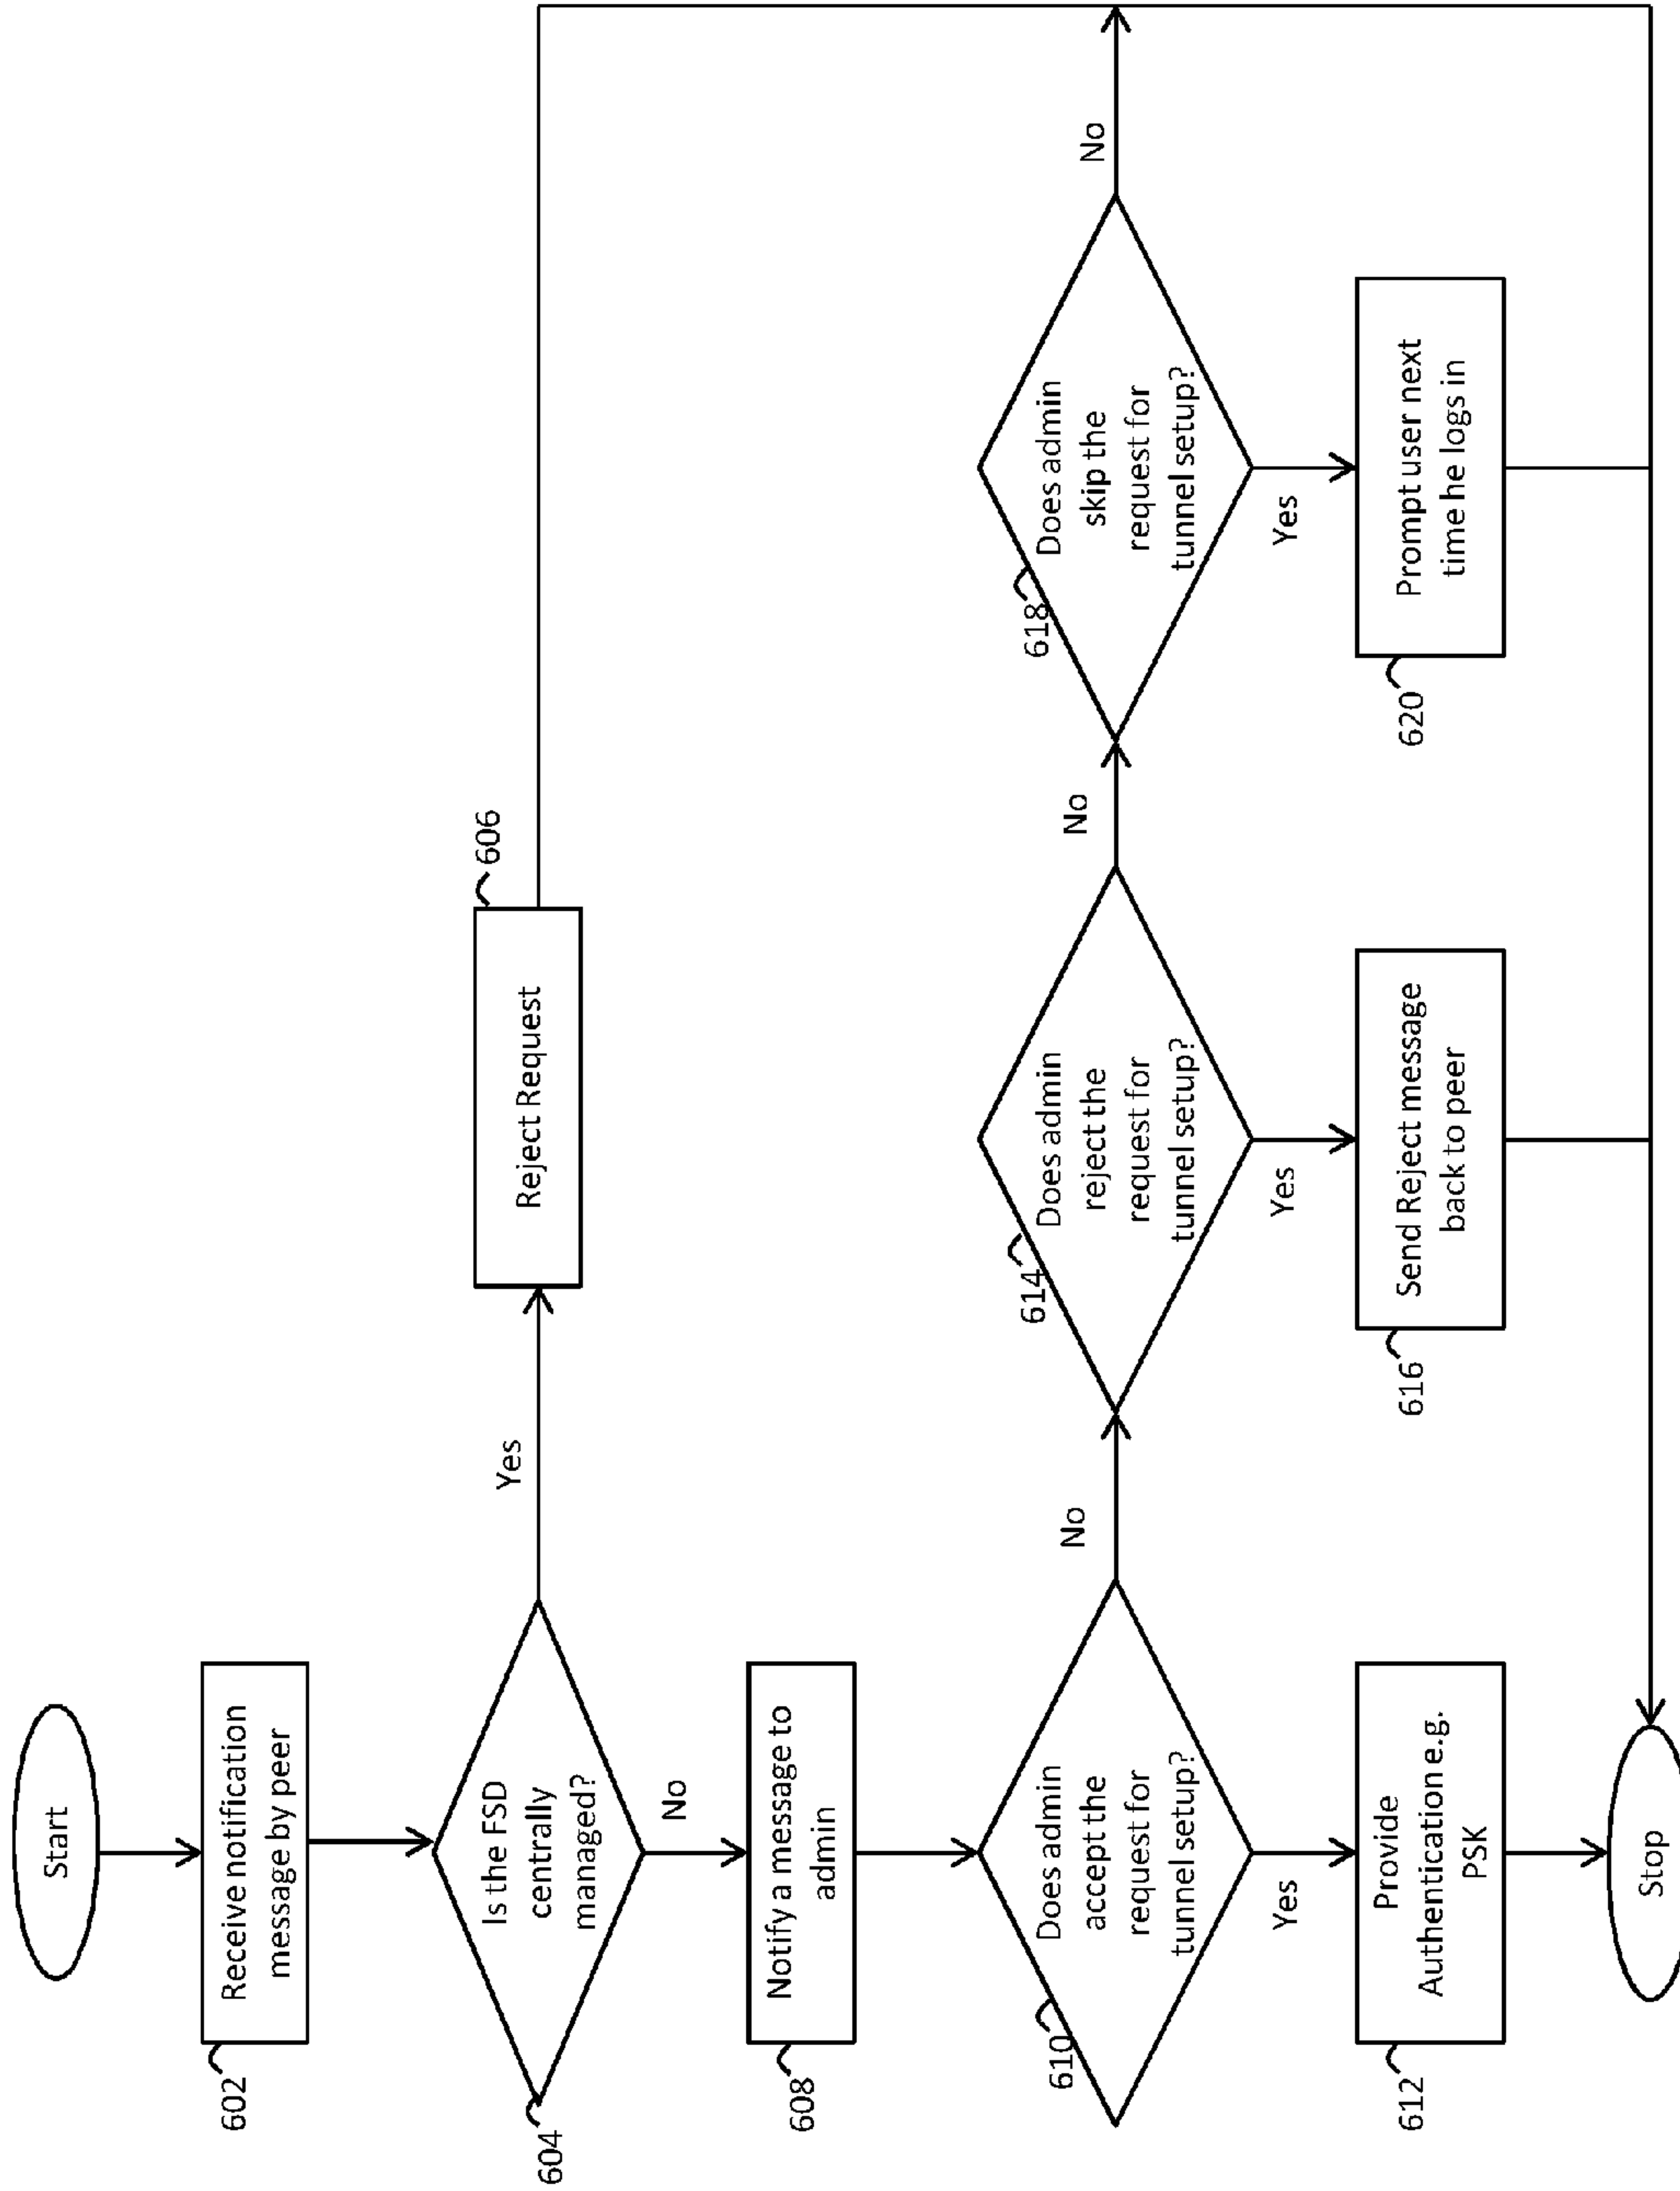 Start
602
Receive notification
message by peer
604
Is the FSD
centrally
managed?
Yes
606
Reject Request
No
608
Notify a message to
admin
610
Does admin
accept the
request for
tunnel setup?
No
614
Does admin
reject the
request for
tunnel setup?
No
618
Does admin
skip the
request for
tunnel setup?
No
Yes
612
Provide
Authentication e.g.
PSK
Yes
616
Send Reject message
back to peer
Yes
620
Prompt user next
time he logs in
Stop